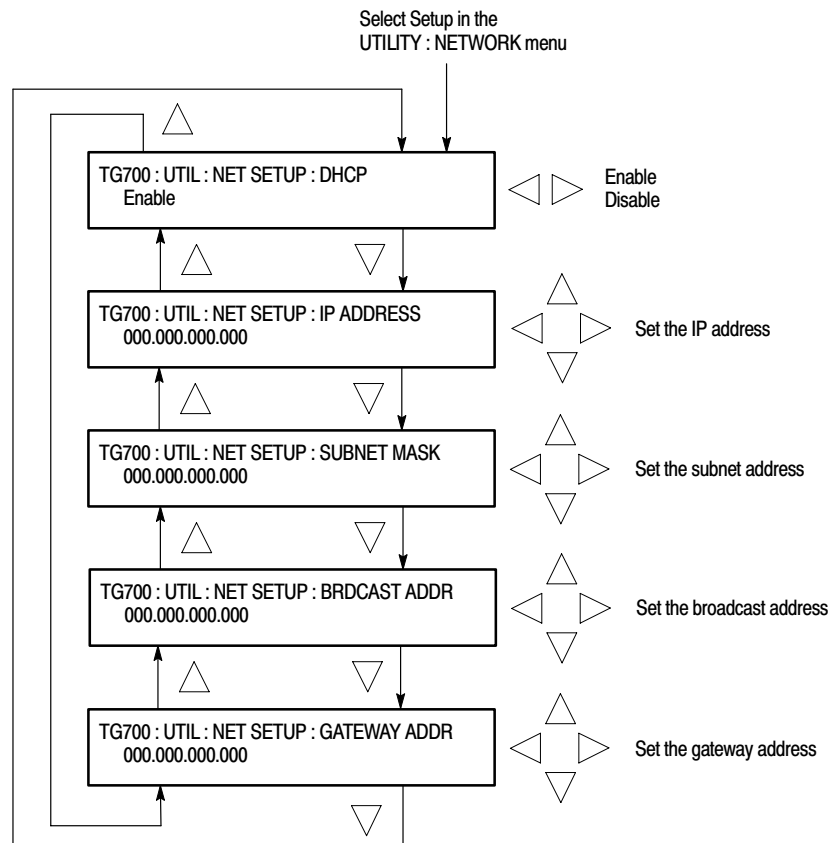 Select Setup in the
UTILITY : NETWORK menu
TG700 : UTIL : NET SETUP : DHCP
Enable
Enable
Disable
TG700 : UTIL : NET SETUP : IP ADDRESS
000.000.000.000
Set the IP address
TG700 : UTIL : NET SETUP : SUBNET MASK
000.000.000.000
Set the subnet address
TG700 : UTIL : NET SETUP : BRDCAST ADDR
000.000.000.000
Set the broadcast address
TG700 : UTIL : NET SETUP : GATEWAY ADDR
000.000.000.000
Set the gateway address